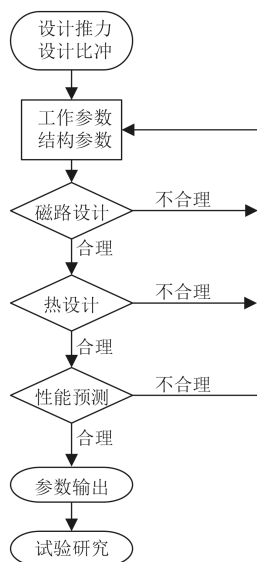 设计推力
设计比冲
工作参数
结构参数
磁路设计
不合理
合理
热设计
不合理
合理
性能预测
不合理
合理
参数输出
试验研究